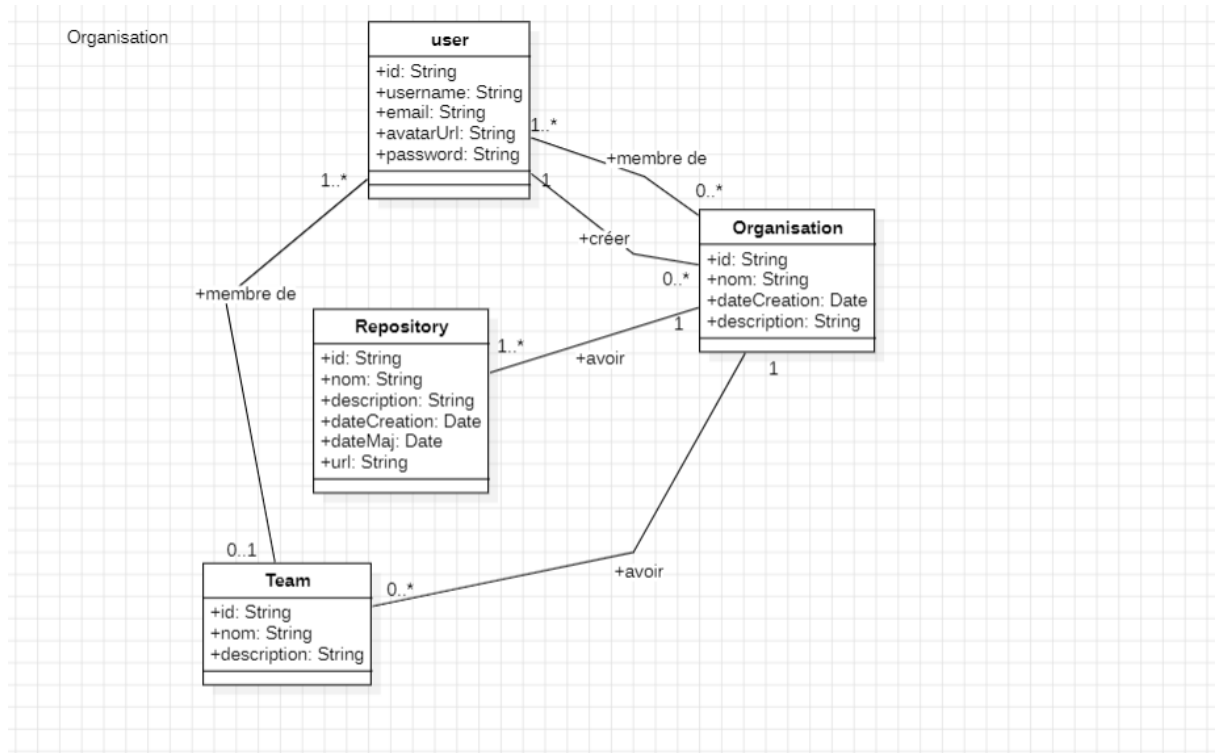 Organisation
user
+id: String
+username: String
+email: String
+avatarUrl: String
+password: String
1..*
+membre de
0..*
1
+créer
0..*
1..*
+membre de
0..1
Organisation
+id: String
+nom: String
+dateCreation: Date
+description: String
1
+avoir
1..*
1
Repository
+id: String
+nom: String
+description: String
+dateCreation: Date
+dateMaj: Date
+url: String
+avoir
0..*
Team
+id: String
+nom: String
+description: String